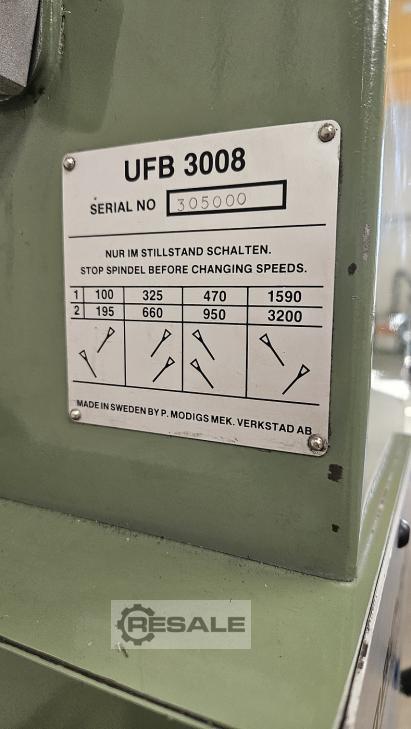 UFB 3008
SERIAL NO 305000
NUR IM STILLSTAND SCHALTEN.
STOP SPINDEL BEFORE CHANGING SPEEDS.
1 100 325 470 1590
2 195 660 950 3200
MADE IN SWEDEN BY P. MODIGS MEK. VERKSTAD AB
RESALE